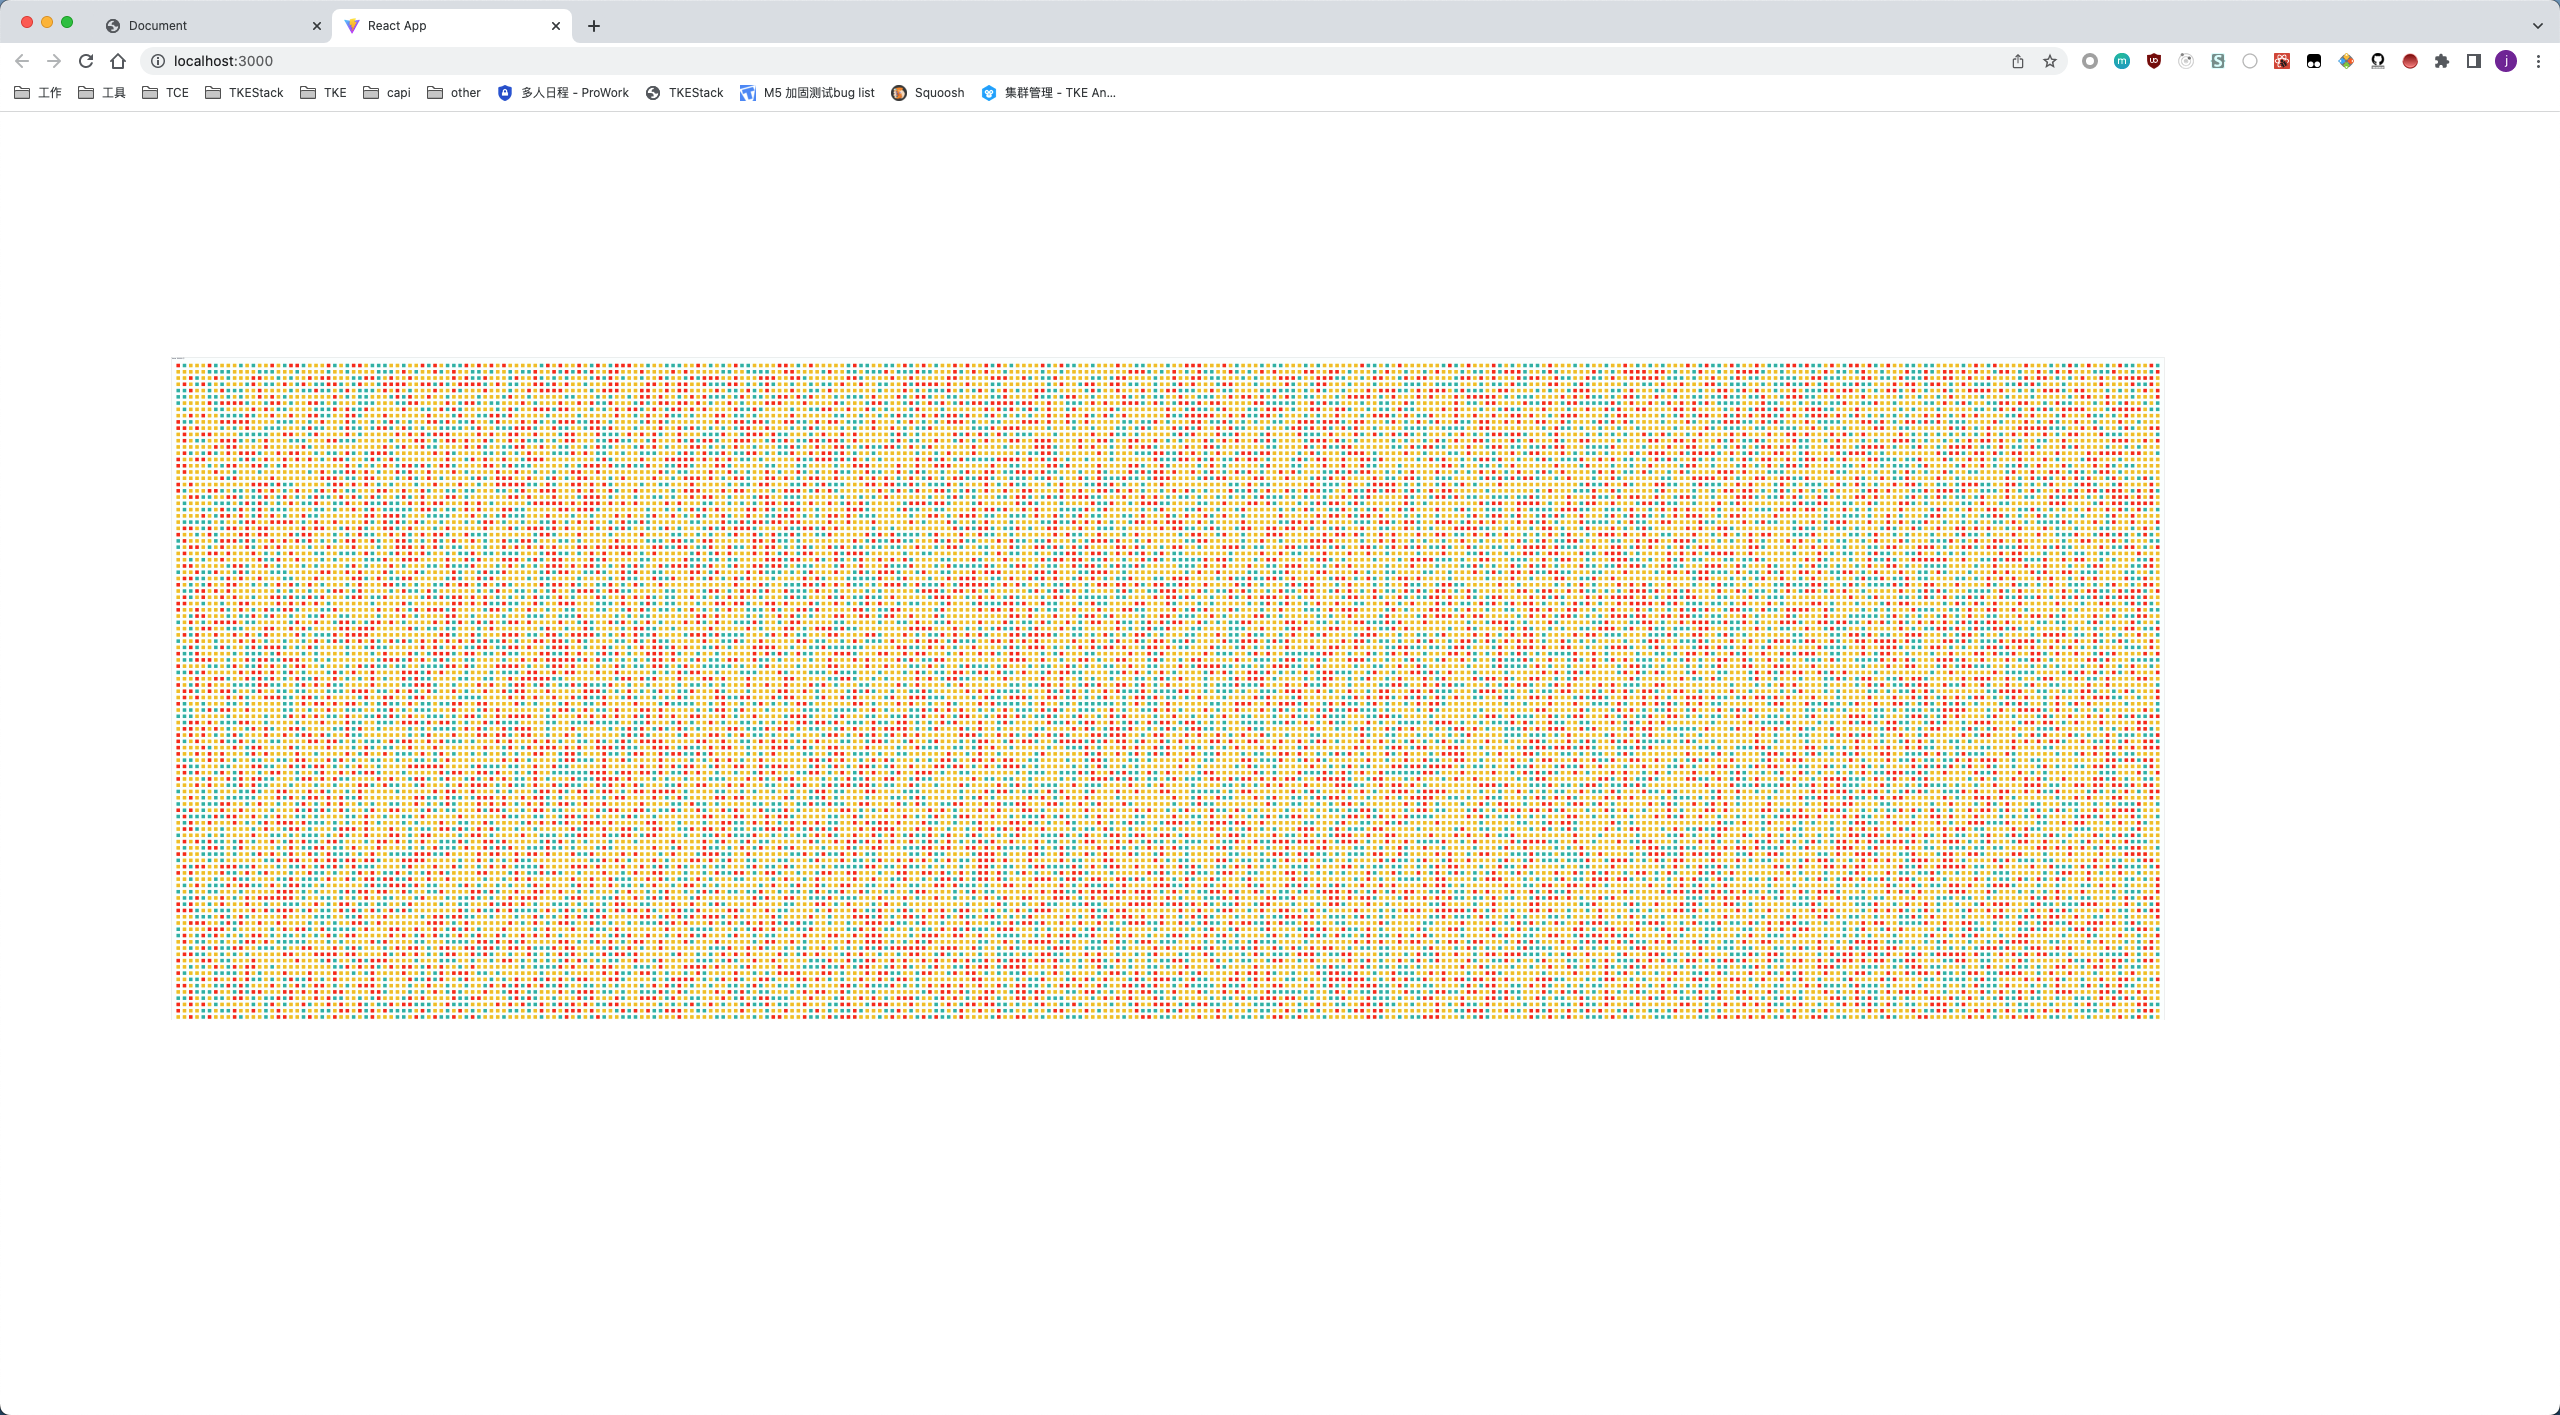 Document
React App
localhost:3000
工作 工具 TCE TKEStack TKE capi other 多人日程 - ProWork TKEStack M5 加固测试bug list Squoosh 集群管理 - TKE An...